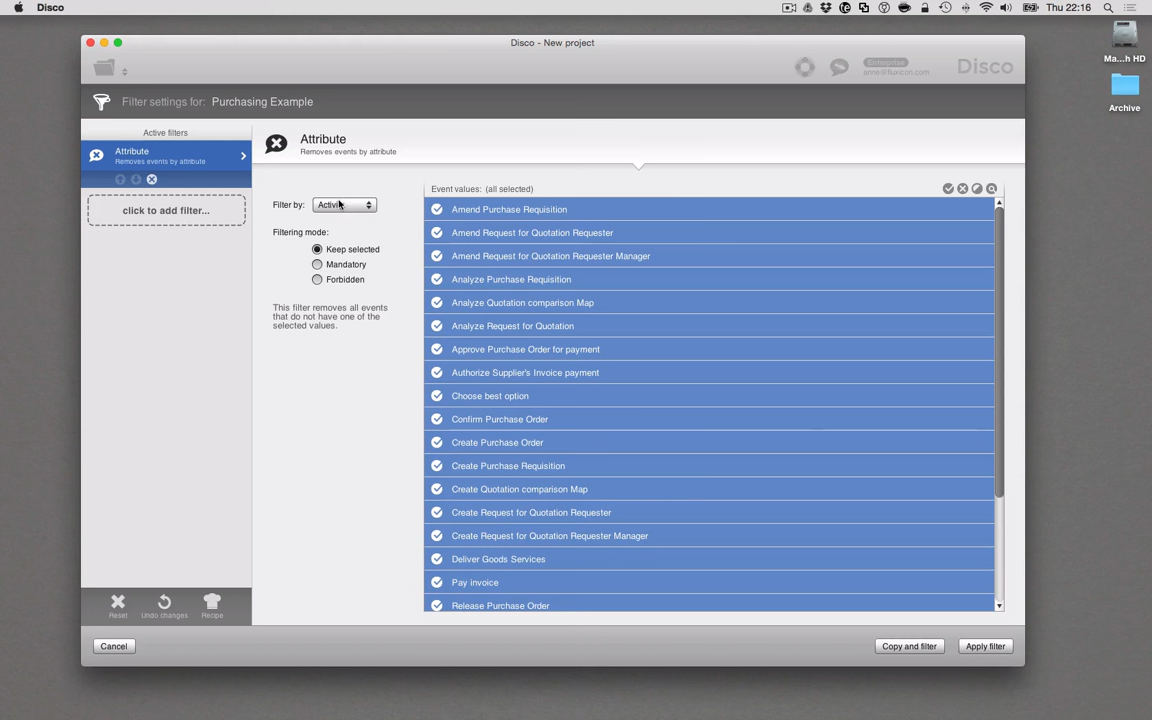 Disco
Thu 22:16
Disco - New project
Enterprise
anne@fluxicon.com
Disco
Ma...h HD
Archive
Filter settings for: Purchasing Example
Active filters
Attribute
Removes events by attribute
click to add filter...
Attribute
Removes events by attribute
Filter by:
Filtering mode:
Keep selected
Mandatory
Forbidden
This filter removes all events
that do not have one of the
selected values.
Event values: (all selected)
Amend Purchase Requisition
Amend Request for Quotation Requester
Amend Request for Quotation Requester Manager
Analyze Purchase Requisition
Analyze Quotation comparison Map
Analyze Request for Quotation
Approve Purchase Order for payment
Authorize Supplier's Invoice payment
Choose best option
Confirm Purchase Order
Create Purchase Order
Create Purchase Requisition
Create Quotation comparison Map
Create Request for Quotation Requester
Create Request for Quotation Requester Manager
Deliver Goods Services
Pay invoice
Release Purchase Order
Reset
Undo changes
Recipe
Cancel
Copy and filter
Apply filter